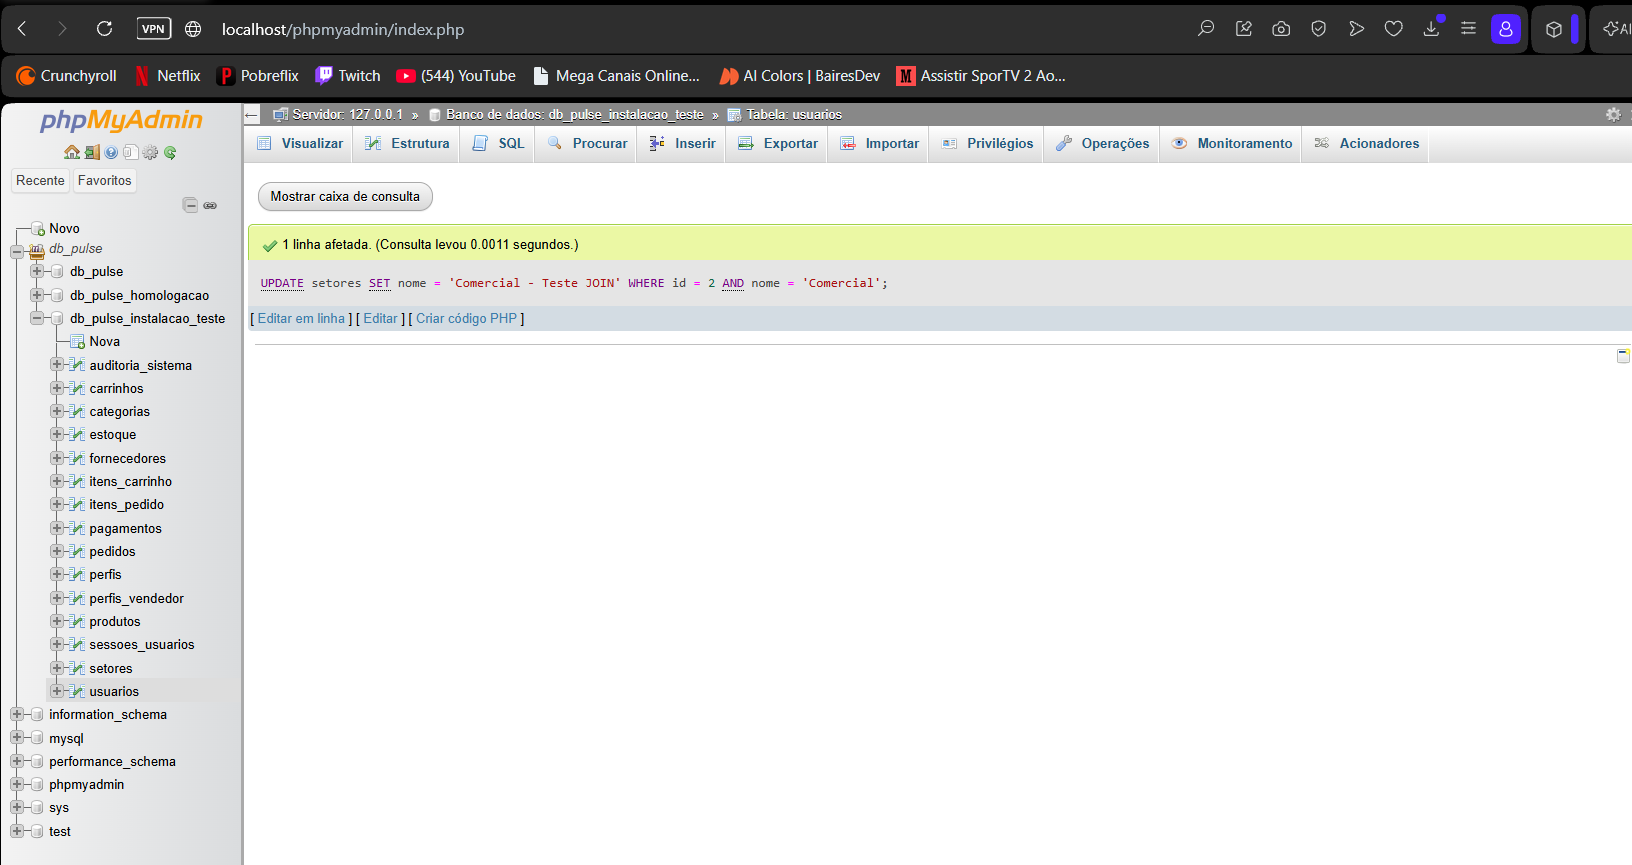 VPN localhost/phpmyadmin/index.php AI
Crunchyroll Netflix Pobreflix Twitch (544) YouTube Mega Canais Online... AI Colors | BairesDev Assistir SporTV 2 Ao...
phpMyAdmin
Recente Favoritos
Novo
db_pulse
db_pulse
db_pulse_homologacao
db_pulse_instalacao_teste
Nova
auditoria_sistema
carrinhos
categorias
estoque
fornecedores
itens_carrinho
itens_pedido
pagamentos
pedidos
perfis
perfis_vendedor
produtos
sessoes_usuarios
setores
usuarios
information_schema
mysql
performance_schema
phpmyadmin
sys
test
Servidor: 127.0.0.1 » Banco de dados: db_pulse_instalacao_teste » Tabela: usuarios
Visualizar Estrutura SQL Procurar Inserir Exportar Importar Privilégios Operações Monitoramento Acionadores
Mostrar caixa de consulta
1 linha afetada. (Consulta levou 0.0011 segundos.)
UPDATE setores SET nome = 'Comercial - Teste JOIN' WHERE id = 2 AND nome = 'Comercial';
[ Editar em linha ] [ Editar ] [ Criar código PHP ]